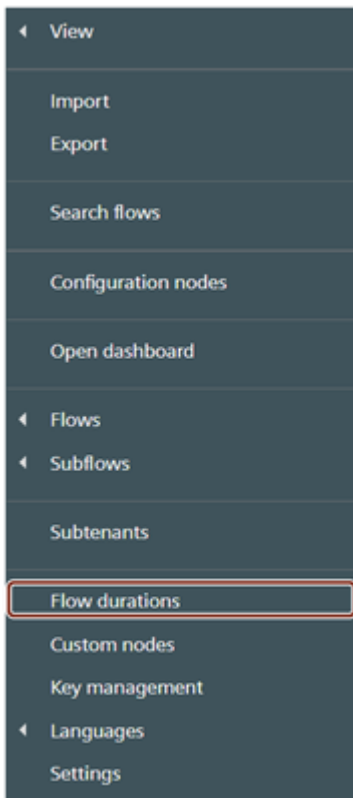 View
Import
Export
Search flows
Configuration nodes
Open dashboard
Flows
Subflows
Subtenants
Flow durations
Custom nodes
Key management
Languages
Settings